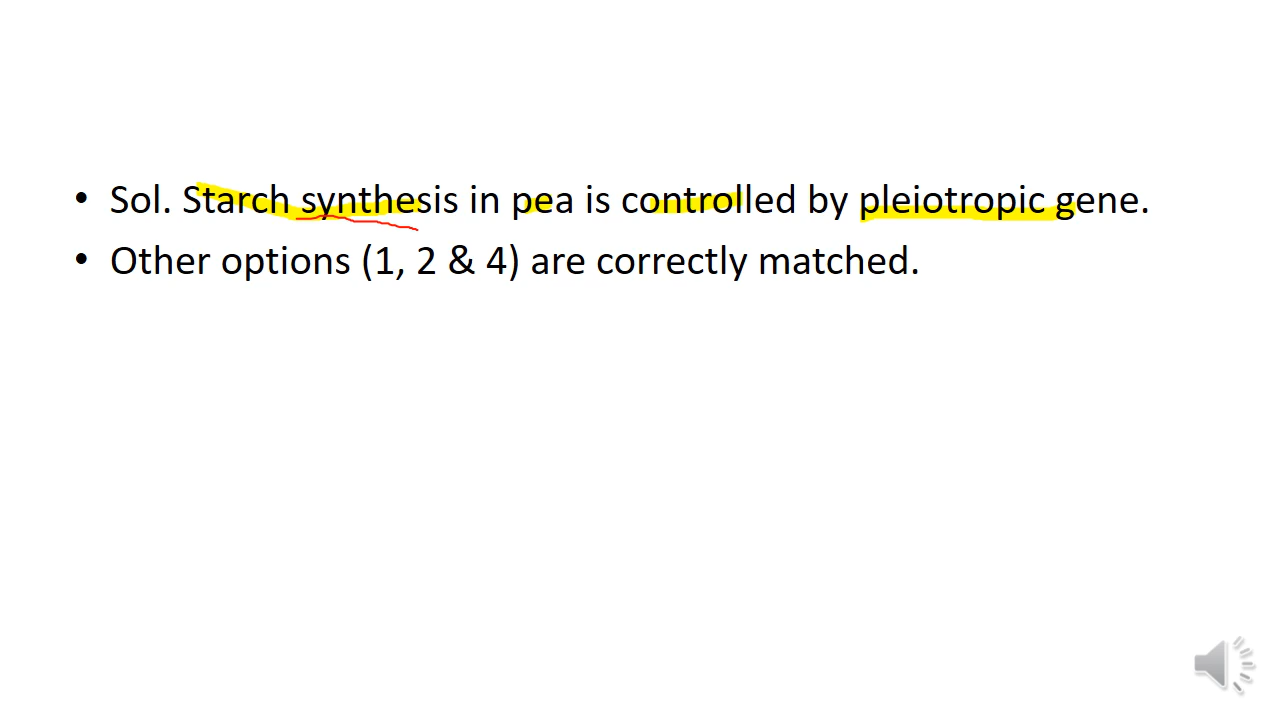 • Sol. Starch synthesis in pea is controlled by pleiotropic gene.
• Other options (1, 2 & 4) are correctly matched.